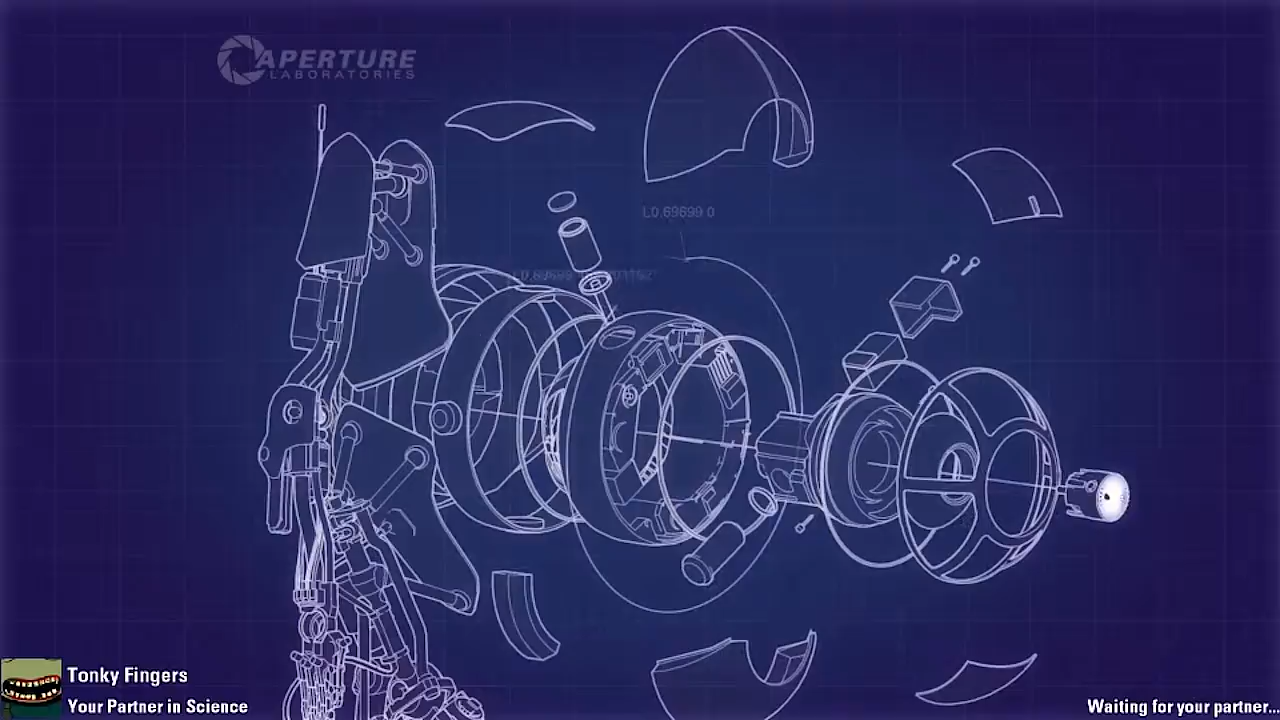 APERTURE
LABORATORIES
L0.69699 0
Tonky Fingers
Your Partner in Science
Waiting for your partner...